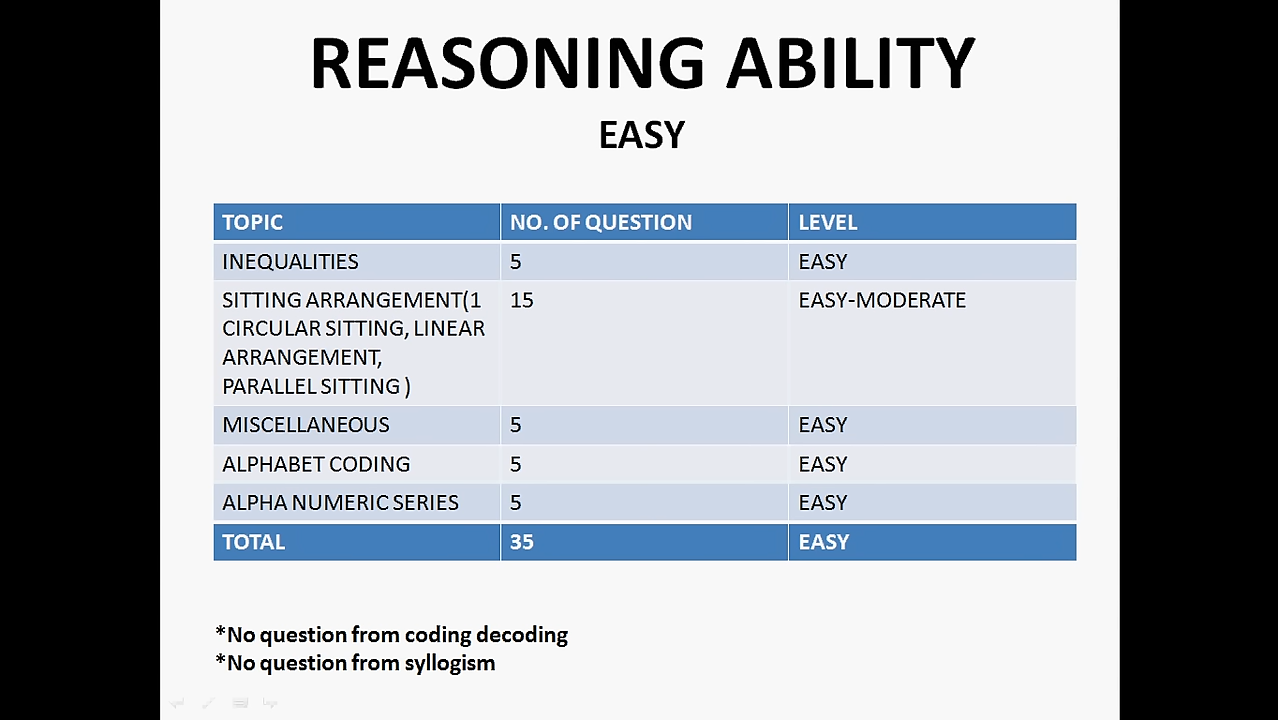 REASONING ABILITY
EASY
TOPIC NO. OF QUESTION LEVEL
INEQUALITIES 5 EASY
SITTING ARRANGEMENT(1 15 EASY-MODERATE
CIRCULAR SITTING, LINEAR
ARRANGEMENT,
PARALLEL SITTING )
MISCELLANEOUS 5 EASY
ALPHABET CODING 5 EASY
ALPHA NUMERIC SERIES 5 EASY
TOTAL 35 EASY
*No question from coding decoding
*No question from syllogism